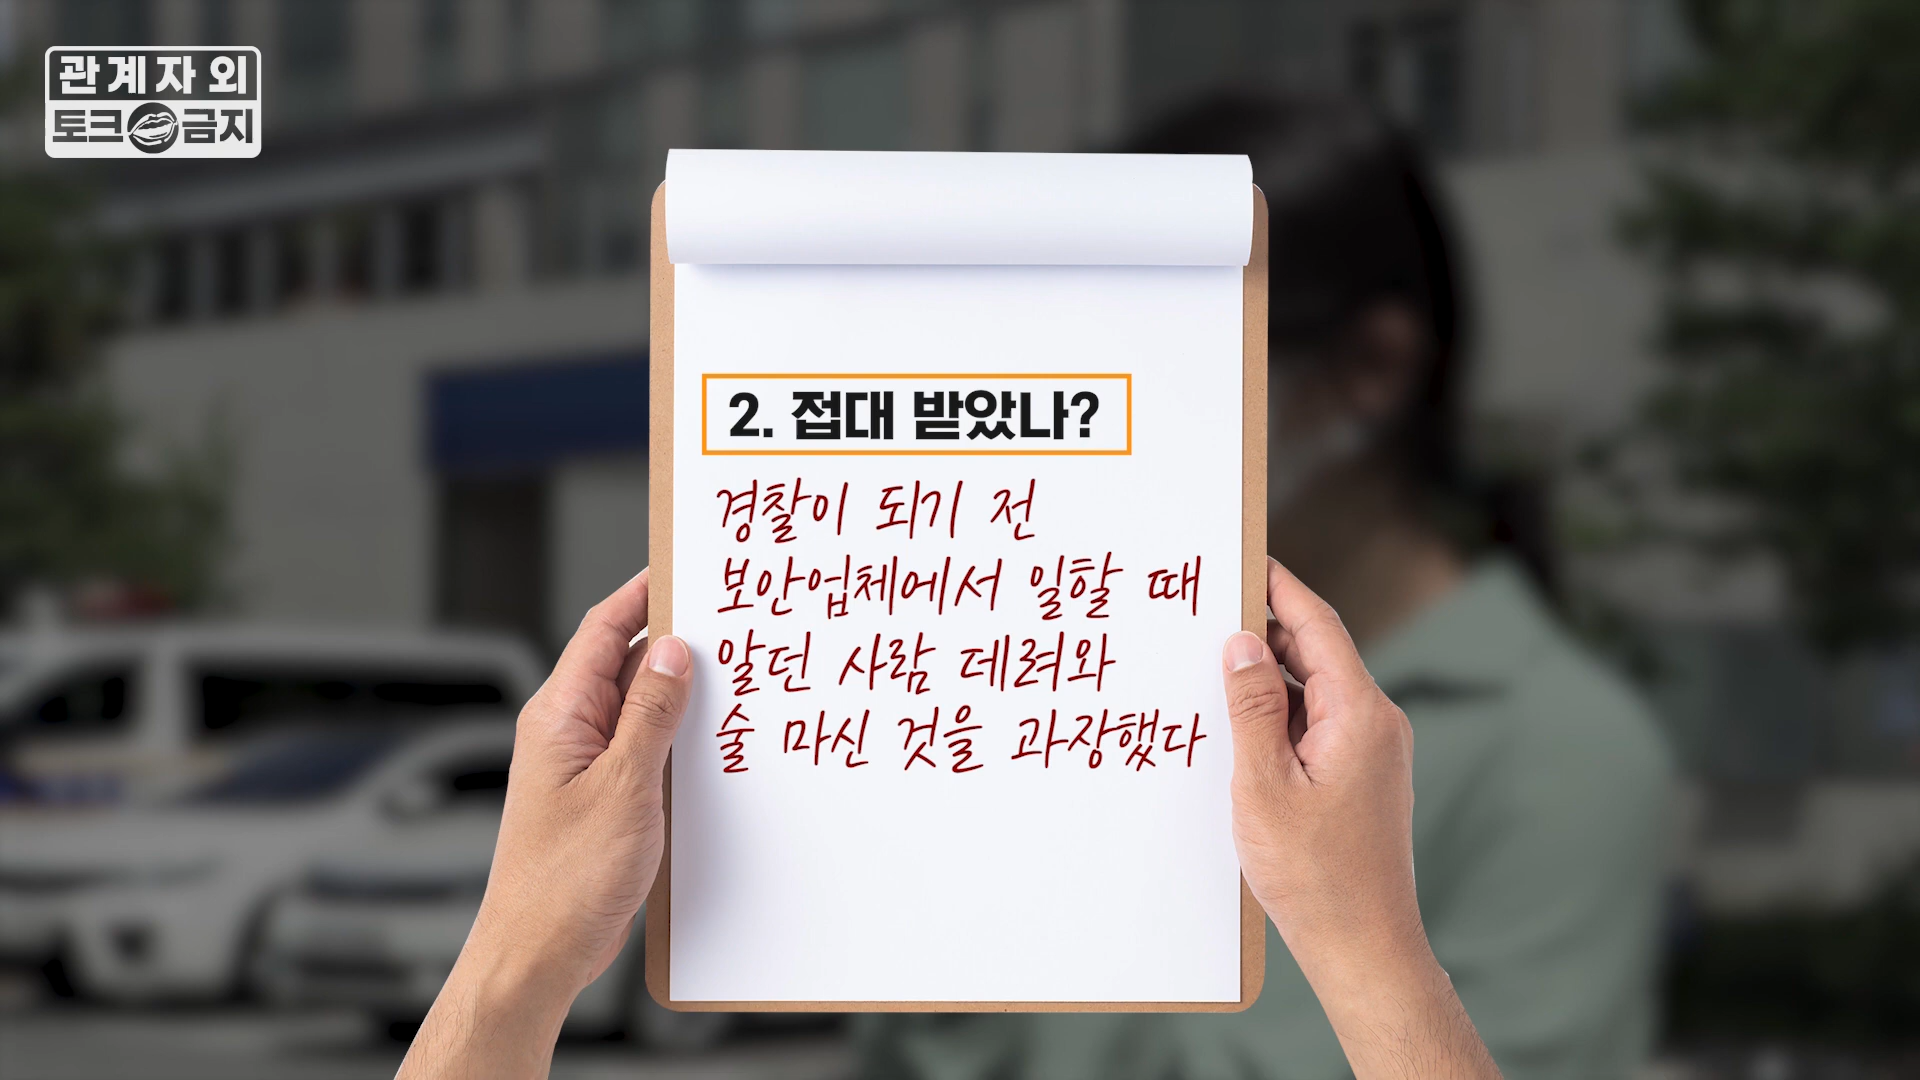 관계자 외
토크금지
2. 접대 받았나?
경찰이 되기 전
보안업체에서 일할 때
알던 사람 데려와
술 마신 것을 과장했다